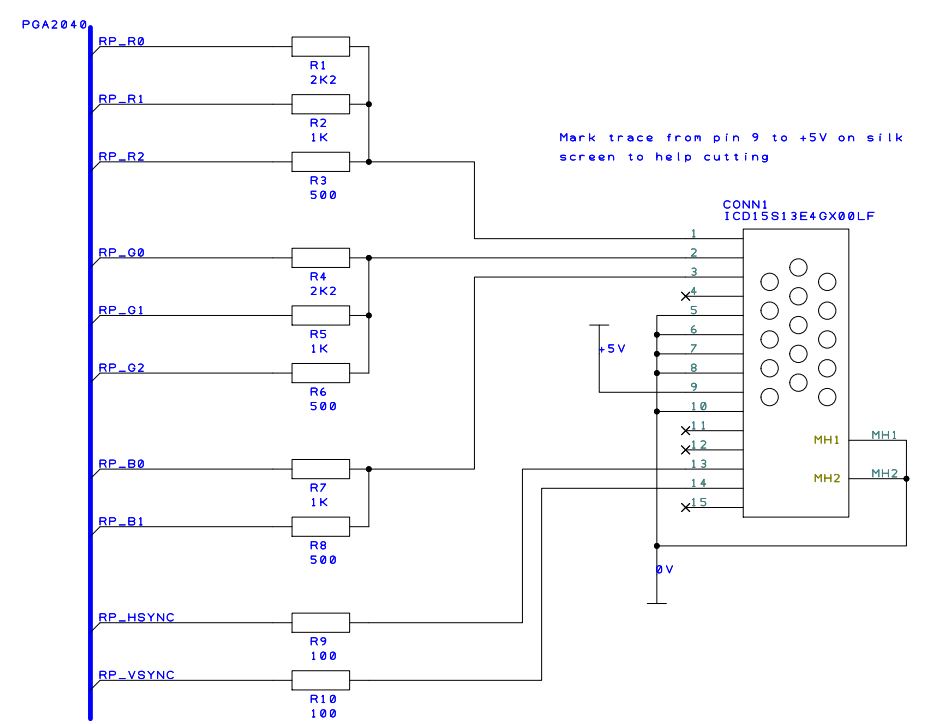 PGA2040
RP_R0
R1
2K2
RP_R1
R2
1K
RP_R2
R3
500
Mark trace from pin 9 to +5V on silk
screen to help cutting
CONN1
ICD15S13E4GX00LF
RP_G0
R4
2K2
RP_G1
R5
1K
RP_G2
R6
500
RP_B0
R7
1K
RP_B1
R8
500
RP_HSYNC
R9
100
RP_VSYNC
R10
100
1
2
3
4
5
6
7
8
9
10
11
12
13
14
15
+5V
0V
MH1
MH1
MH2
MH2